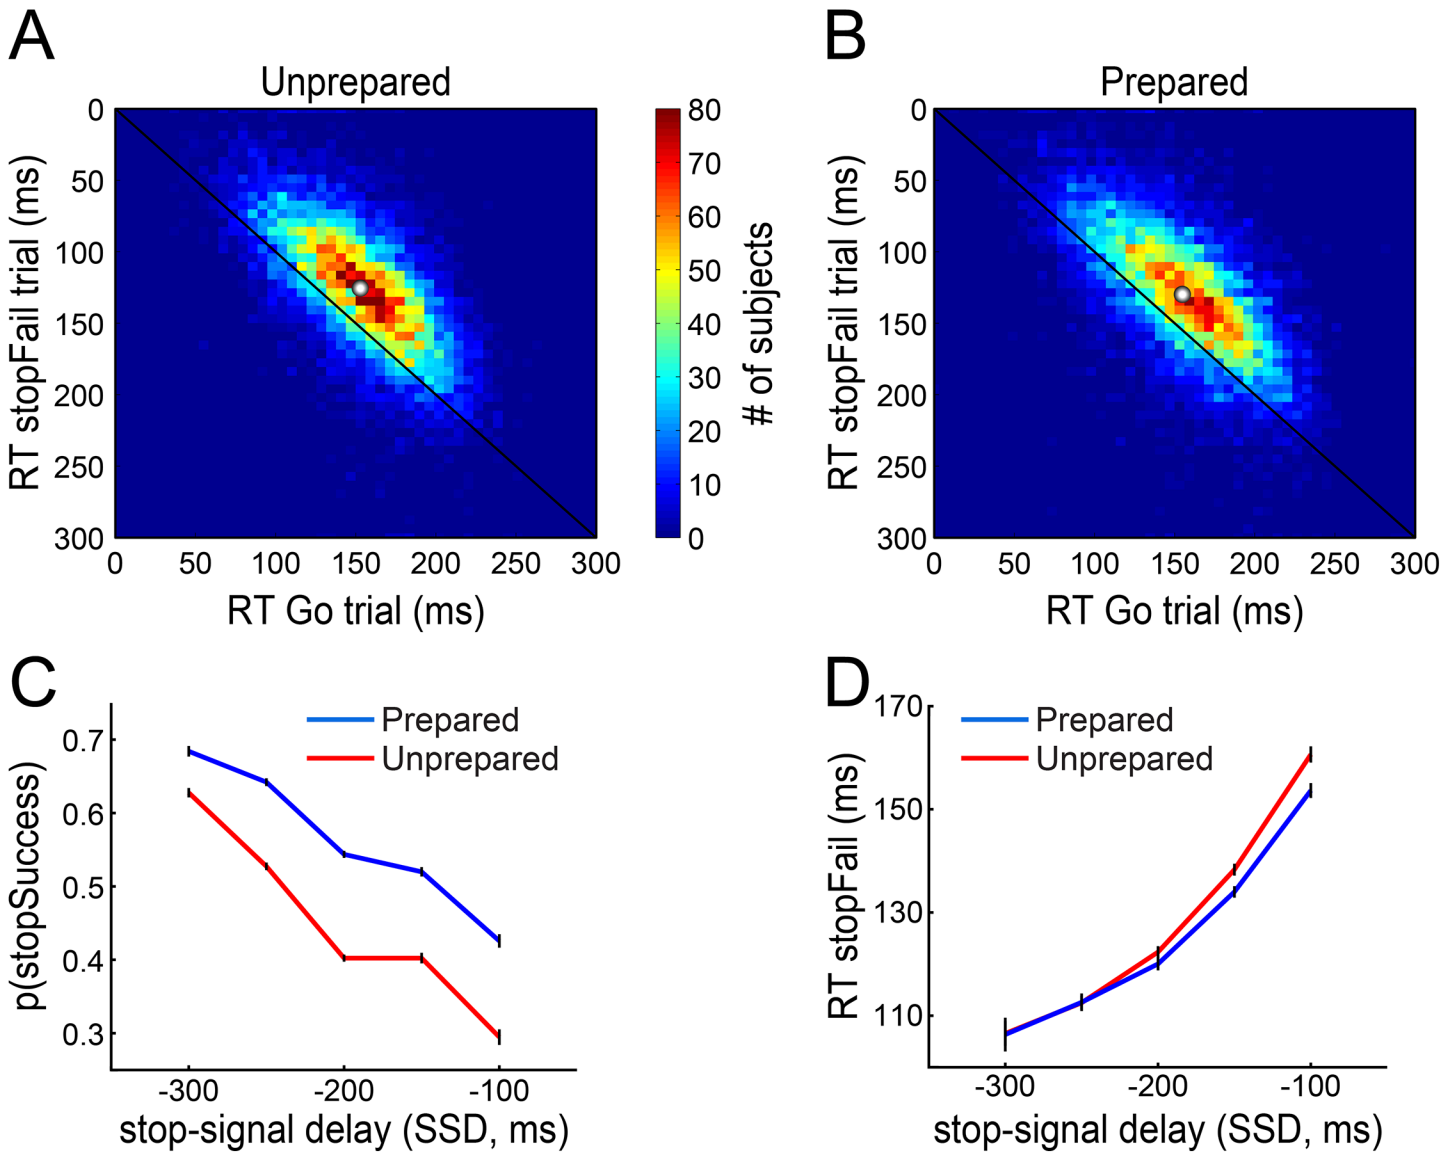 A
Unprepared
0
50
100
150
200
250
300
RT stopFail trial (ms)
0 50 100 150 200 250 300
RT Go trial (ms)
80
70
60
50
40
30
20
10
0
# of subjects
B
Prepared
0
50
100
150
200
250
300
RT stopFail trial (ms)
0 50 100 150 200 250 300
RT Go trial (ms)
C
Prepared
Unprepared
0.7
0.6
0.5
0.4
0.3
p(stopSuccess)
-300 -200 -100
stop-signal delay (SSD, ms)
D
Prepared
Unprepared
170
150
130
110
RT stopFail (ms)
-300 -200 -100
stop-signal delay (SSD, ms)